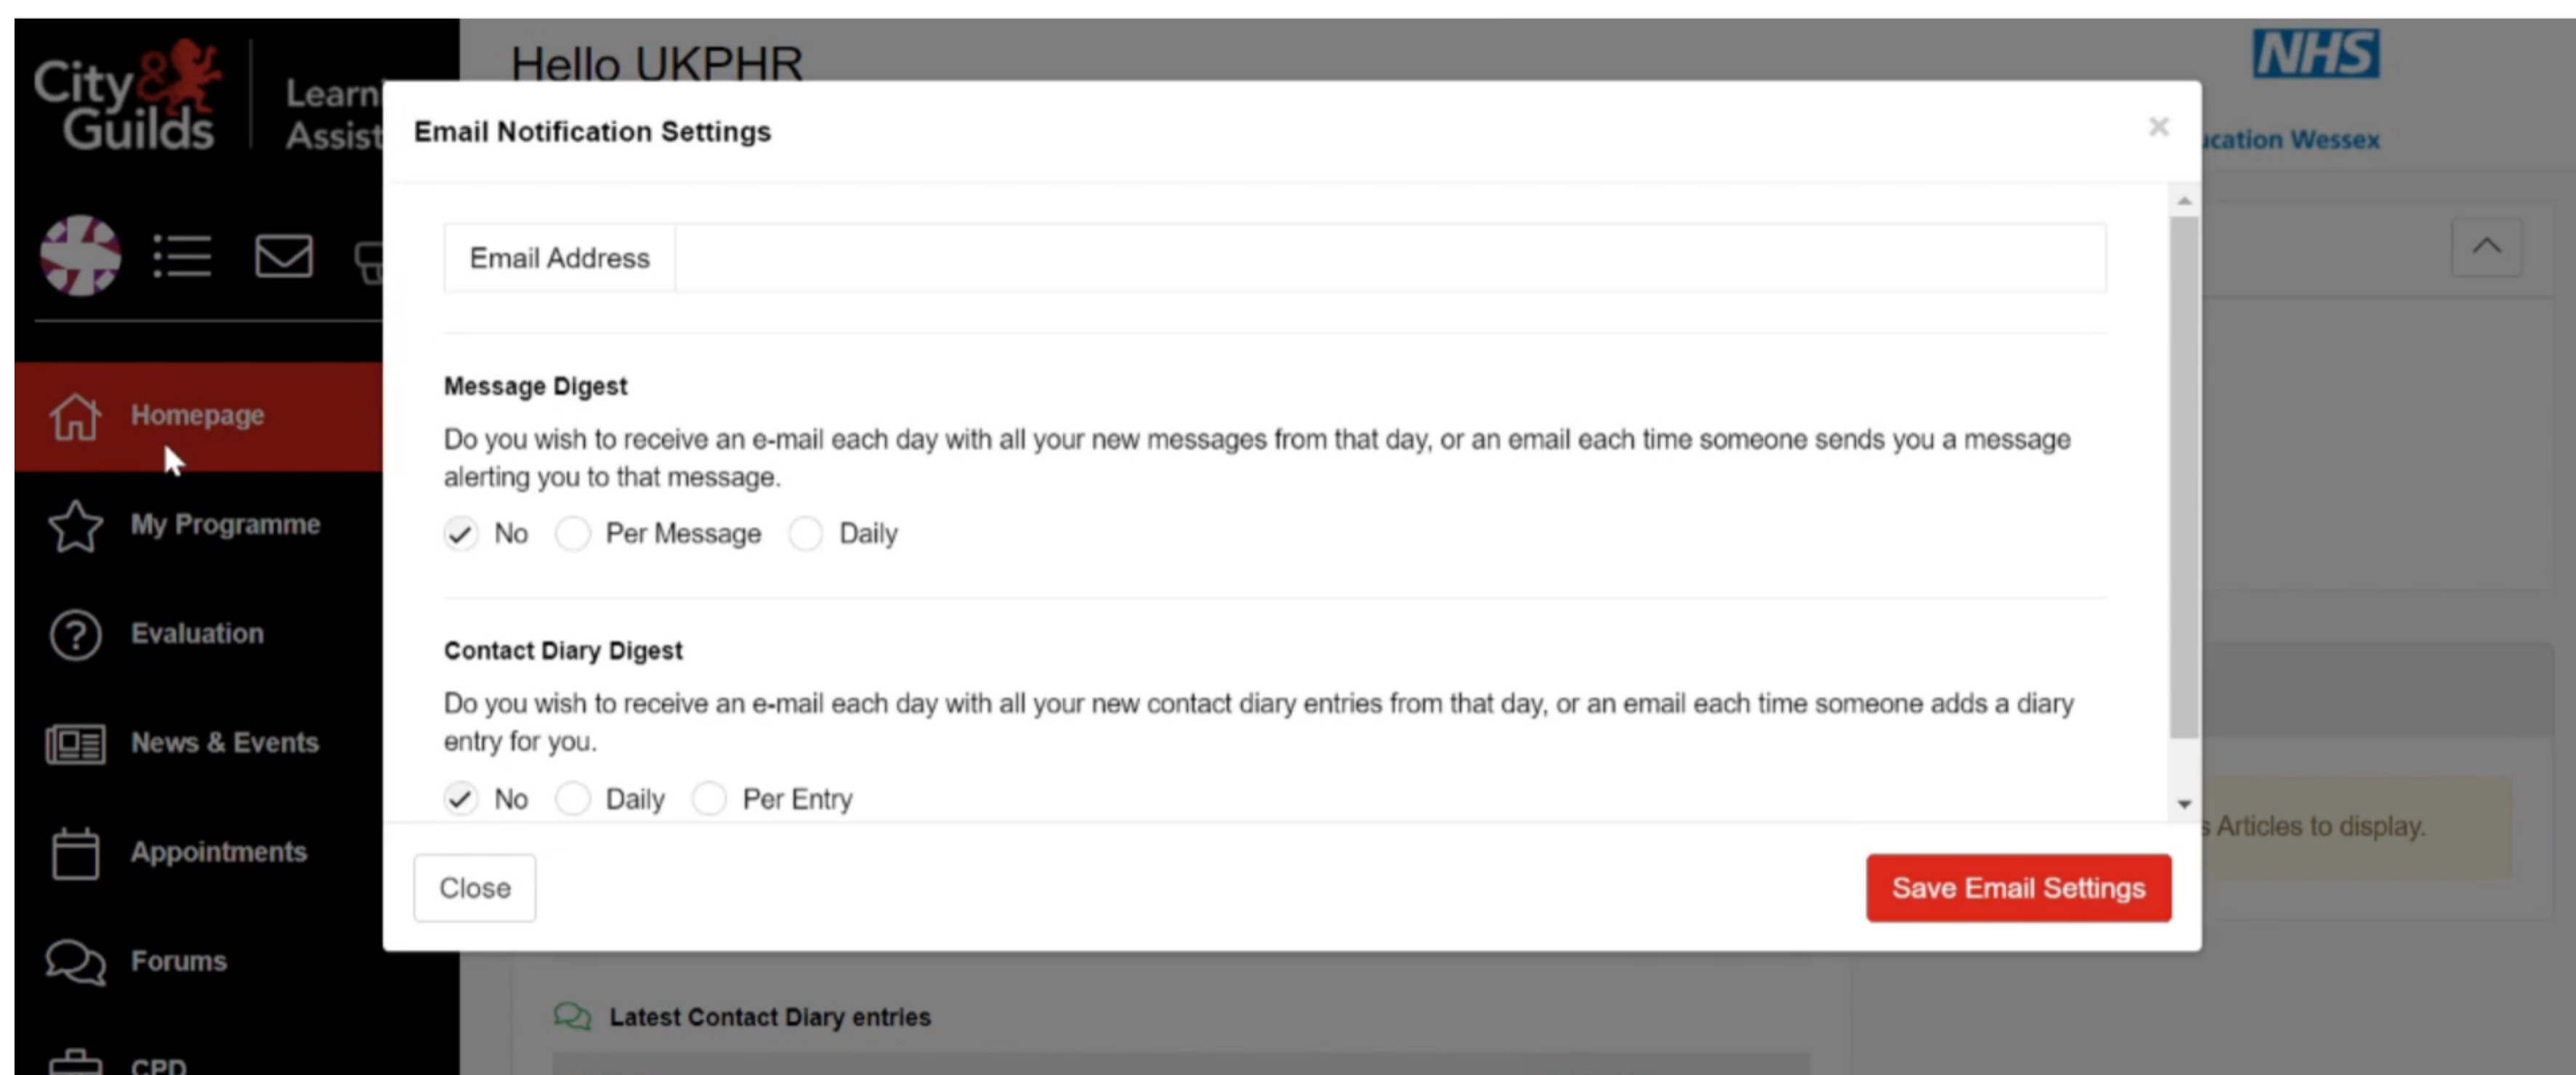 City & Guilds
Learn
Assist
Hello UKPHR
NHS
ucation Wessex
Email Notification Settings
×
Email Address
Homepage
My Programme
Evaluation
News & Events
Appointments
Forums
CPD
Message Digest
Do you wish to receive an e-mail each day with all your new messages from that day, or an email each time someone sends you a message
alerting you to that message.
No Per Message Daily
Contact Diary Digest
Do you wish to receive an e-mail each day with all your new contact diary entries from that day, or an email each time someone adds a diary
entry for you.
No Daily Per Entry
Close
Save Email Settings
s Articles to display.
Latest Contact Diary entries